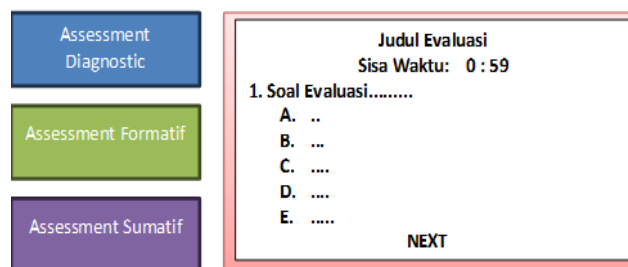 Assessment
Diagnostic
Assessment Formatif
Assessment Sumatif
Judul Evaluasi
Sisa Waktu: 0 : 59
1. Soal Evaluasi.........
A. ..
B. ...
C. ....
D. ....
E. .....
NEXT